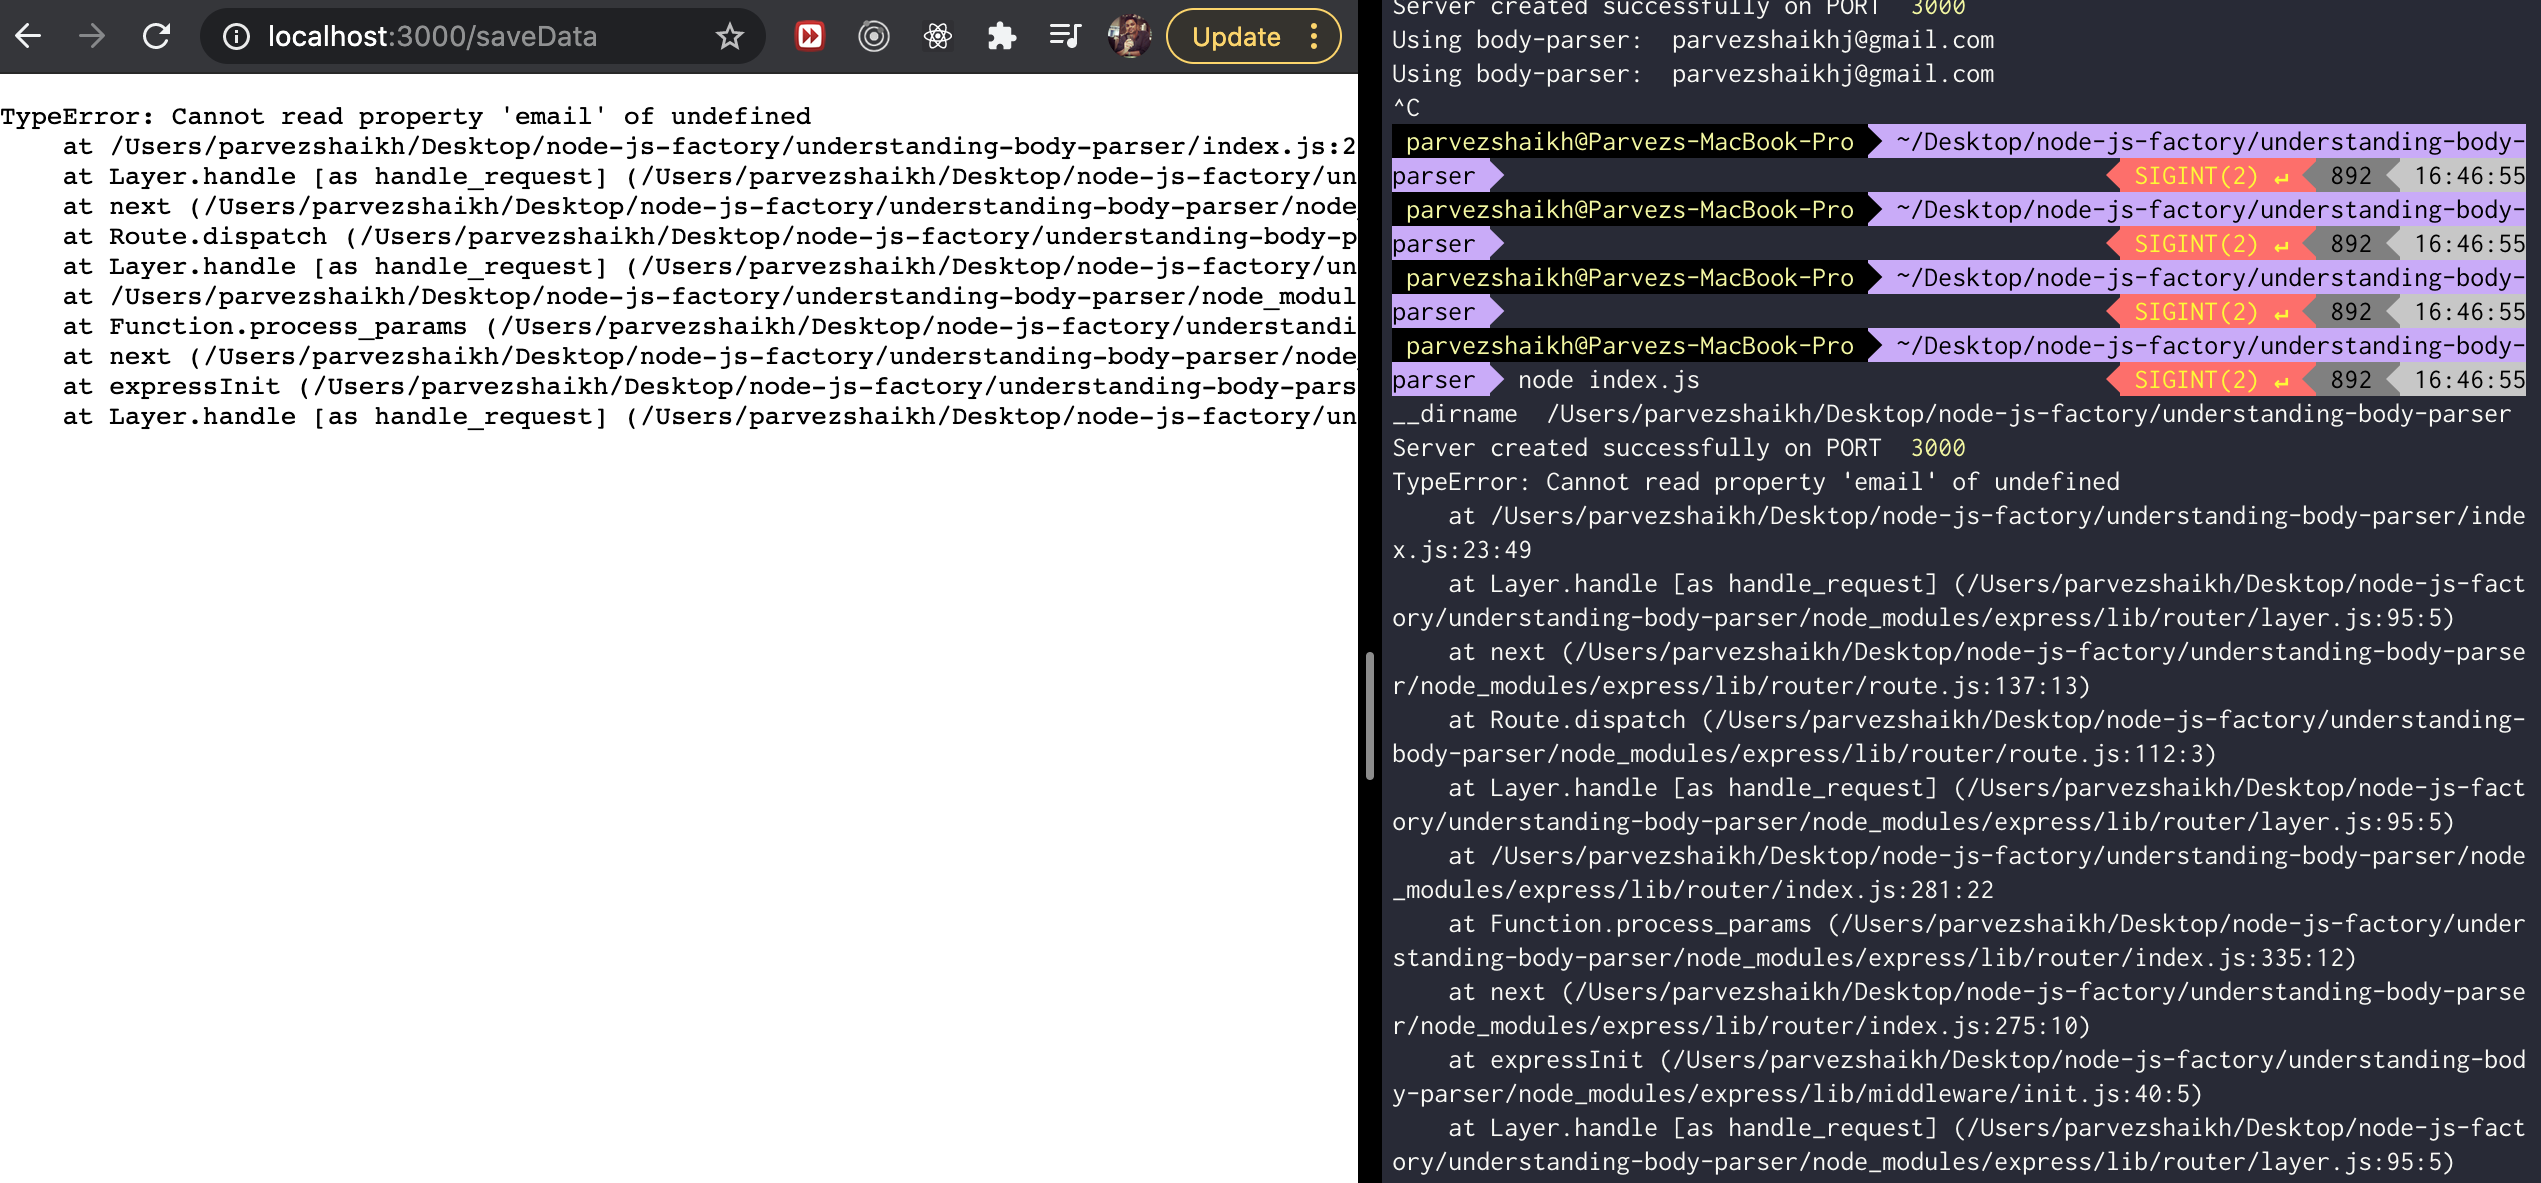 localhost:3000/saveData
Update
TypeError: Cannot read property 'email' of undefined
    at /Users/parvezshaikh/Desktop/node-js-factory/understanding-body-parser/index.js:2
    at Layer.handle [as handle_request] (/Users/parvezshaikh/Desktop/node-js-factory/un
    at next (/Users/parvezshaikh/Desktop/node-js-factory/understanding-body-parser/node_
    at Route.dispatch (/Users/parvezshaikh/Desktop/node-js-factory/understanding-body-p
    at Layer.handle [as handle_request] (/Users/parvezshaikh/Desktop/node-js-factory/un
    at /Users/parvezshaikh/Desktop/node-js-factory/understanding-body-parser/node_modul
    at Function.process_params (/Users/parvezshaikh/Desktop/node-js-factory/understandi
    at next (/Users/parvezshaikh/Desktop/node-js-factory/understanding-body-parser/node_
    at expressInit (/Users/parvezshaikh/Desktop/node-js-factory/understanding-body-pars
    at Layer.handle [as handle_request] (/Users/parvezshaikh/Desktop/node-js-factory/un
Server created successfully on PORT  3000
Using body-parser:  parvezshaikhj@gmail.com
Using body-parser:  parvezshaikhj@gmail.com
^C
parvezshaikh@Parvezs-MacBook-Pro ~/Desktop/node-js-factory/understanding-body-
parser SIGINT(2) ↵ 892 16:46:55
parvezshaikh@Parvezs-MacBook-Pro ~/Desktop/node-js-factory/understanding-body-
parser SIGINT(2) ↵ 892 16:46:55
parvezshaikh@Parvezs-MacBook-Pro ~/Desktop/node-js-factory/understanding-body-
parser SIGINT(2) ↵ 892 16:46:55
parvezshaikh@Parvezs-MacBook-Pro ~/Desktop/node-js-factory/understanding-body-
parser node index.js SIGINT(2) ↵ 892 16:46:55
__dirname  /Users/parvezshaikh/Desktop/node-js-factory/understanding-body-parser
Server created successfully on PORT  3000
TypeError: Cannot read property 'email' of undefined
    at /Users/parvezshaikh/Desktop/node-js-factory/understanding-body-parser/inde
x.js:23:49
    at Layer.handle [as handle_request] (/Users/parvezshaikh/Desktop/node-js-fact
ory/understanding-body-parser/node_modules/express/lib/router/layer.js:95:5)
    at next (/Users/parvezshaikh/Desktop/node-js-factory/understanding-body-parse
r/node_modules/express/lib/router/route.js:137:13)
    at Route.dispatch (/Users/parvezshaikh/Desktop/node-js-factory/understanding-
body-parser/node_modules/express/lib/router/route.js:112:3)
    at Layer.handle [as handle_request] (/Users/parvezshaikh/Desktop/node-js-fact
ory/understanding-body-parser/node_modules/express/lib/router/layer.js:95:5)
    at /Users/parvezshaikh/Desktop/node-js-factory/understanding-body-parser/node
_modules/express/lib/router/index.js:281:22
    at Function.process_params (/Users/parvezshaikh/Desktop/node-js-factory/under
standing-body-parser/node_modules/express/lib/router/index.js:335:12)
    at next (/Users/parvezshaikh/Desktop/node-js-factory/understanding-body-parse
r/node_modules/express/lib/router/index.js:275:10)
    at expressInit (/Users/parvezshaikh/Desktop/node-js-factory/understanding-bod
y-parser/node_modules/express/lib/middleware/init.js:40:5)
    at Layer.handle [as handle_request] (/Users/parvezshaikh/Desktop/node-js-fact
ory/understanding-body-parser/node_modules/express/lib/router/layer.js:95:5)